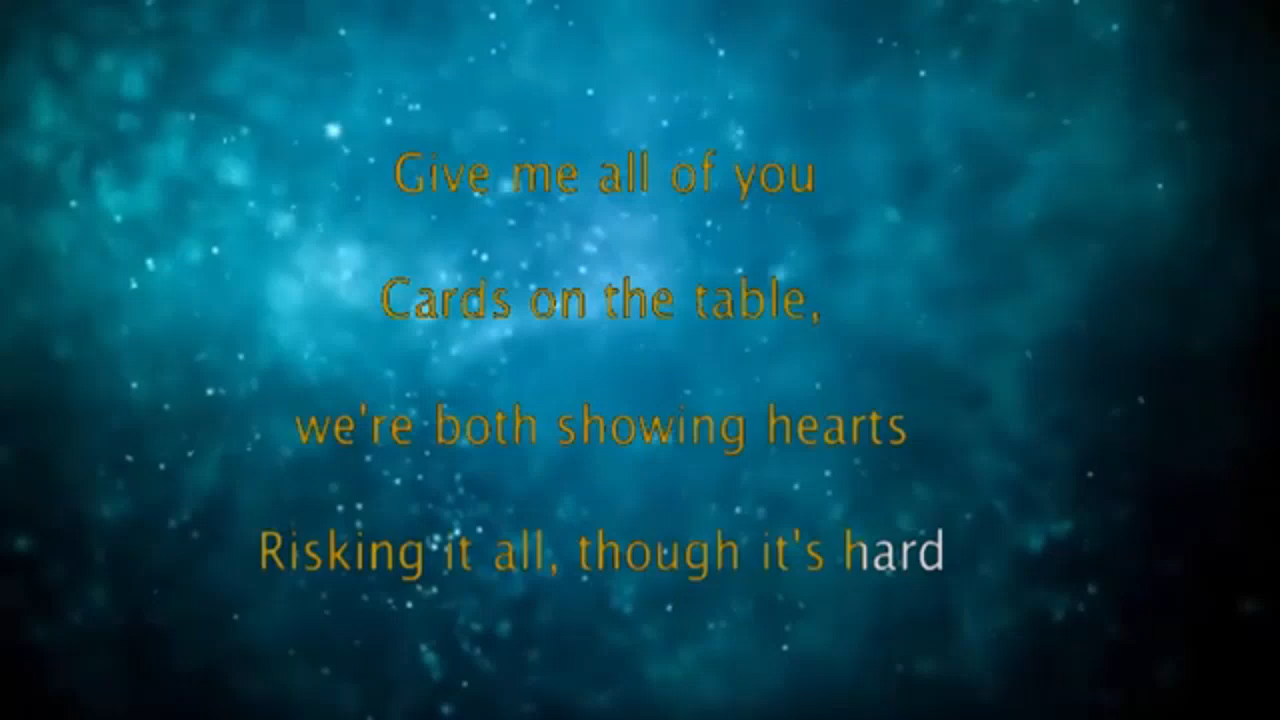 Give me all of you
Cards on the table,
we're both showing hearts
Risking it all, though it's hard